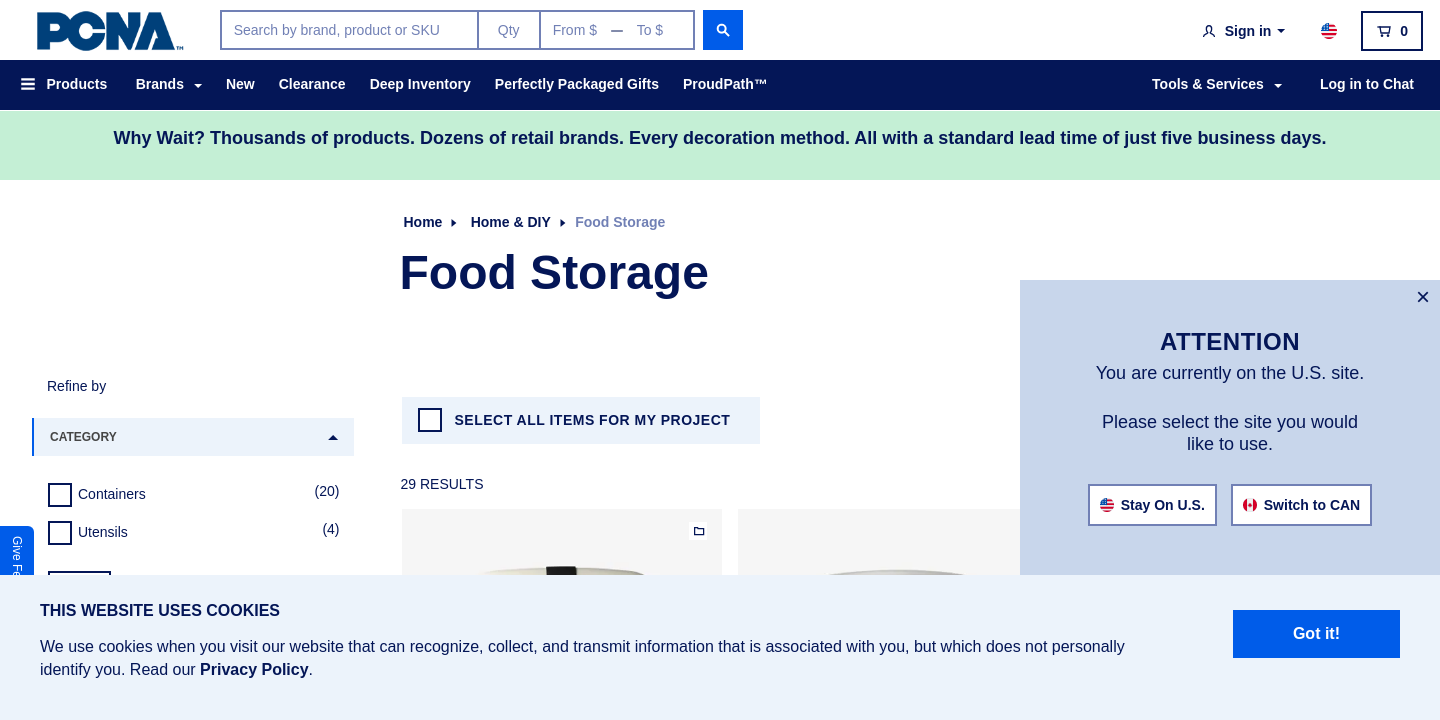 PCNA™
Search by brand, product or SKU
Qty
From $ — To $
Sign in
0
Products
Brands
New
Clearance
Deep Inventory
Perfectly Packaged Gifts
ProudPath™
Tools & Services
Log in to Chat
Why Wait? Thousands of products. Dozens of retail brands. Every decoration method. All with a standard lead time of just five business days.
Home
Home & DIY
Food Storage
Food Storage
ATTENTION
You are currently on the U.S. site.
Please select the site you would
like to use.
Stay On U.S.
Switch to CAN
Refine by
CATEGORY
Containers (20)
Utensils (4)
SELECT ALL ITEMS FOR MY PROJECT
29 RESULTS
Give
THIS WEBSITE USES COOKIES
We use cookies when you visit our website that can recognize, collect, and transmit information that is associated with you, but which does not personally
identify you. Read our Privacy Policy.
Got it!